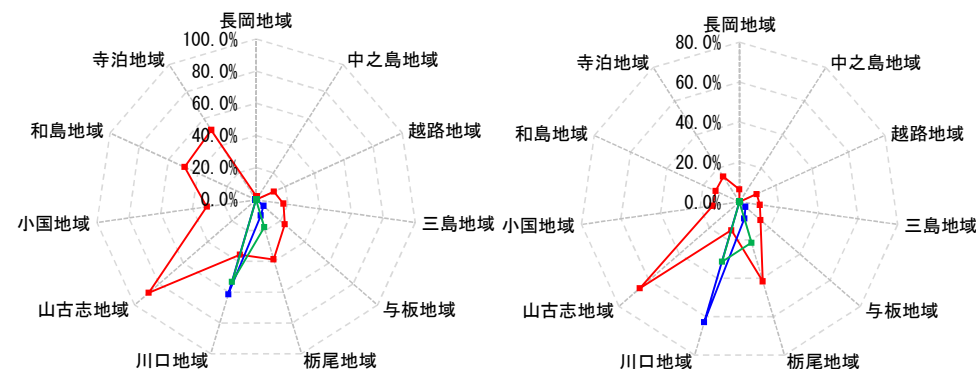 長岡地域
100.0%
80.0%
60.0%
40.0%
20.0%
0.0%
中之島地域
越路地域
三島地域
与板地域
栃尾地域
川口地域
山古志地域
小国地域
和島地域
寺泊地域
長岡地域
80.0%
60.0%
40.0%
20.0%
0.0%
中之島地域
越路地域
三島地域
与板地域
栃尾地域
川口地域
山古志地域
小国地域
和島地域
寺泊地域